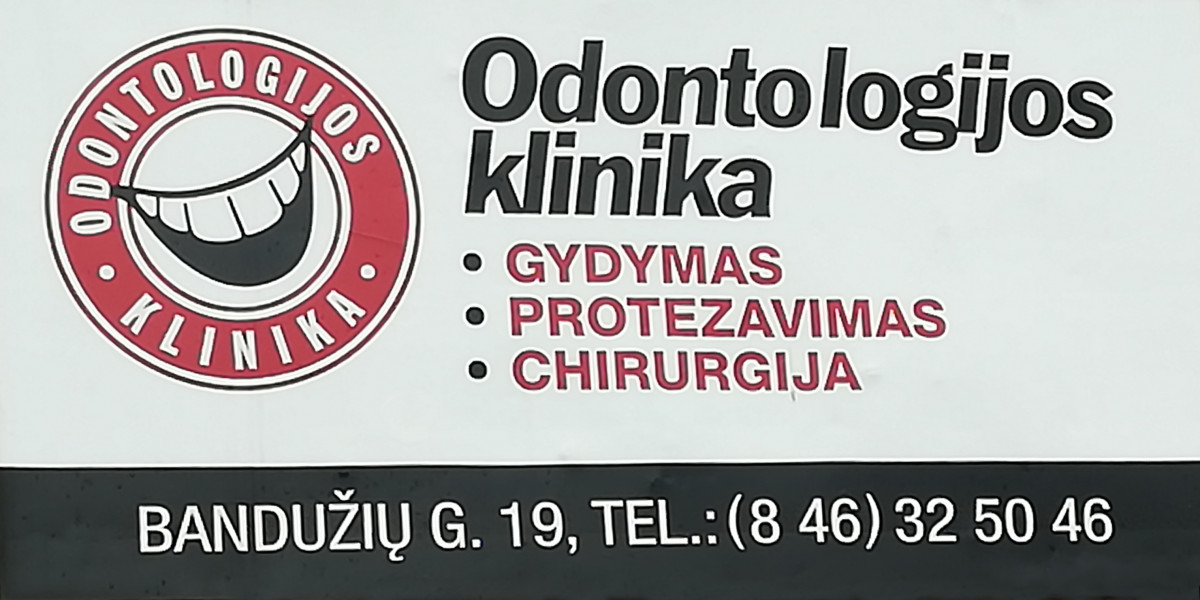 ODONTOLOGIJOS
• KLINIKA •
Odontologijos
klinika
• GYDYMAS
• PROTEZAVIMAS
• CHIRURGIJA
BANDUŽIŲ G. 19, TEL.: (8 46) 32 50 46